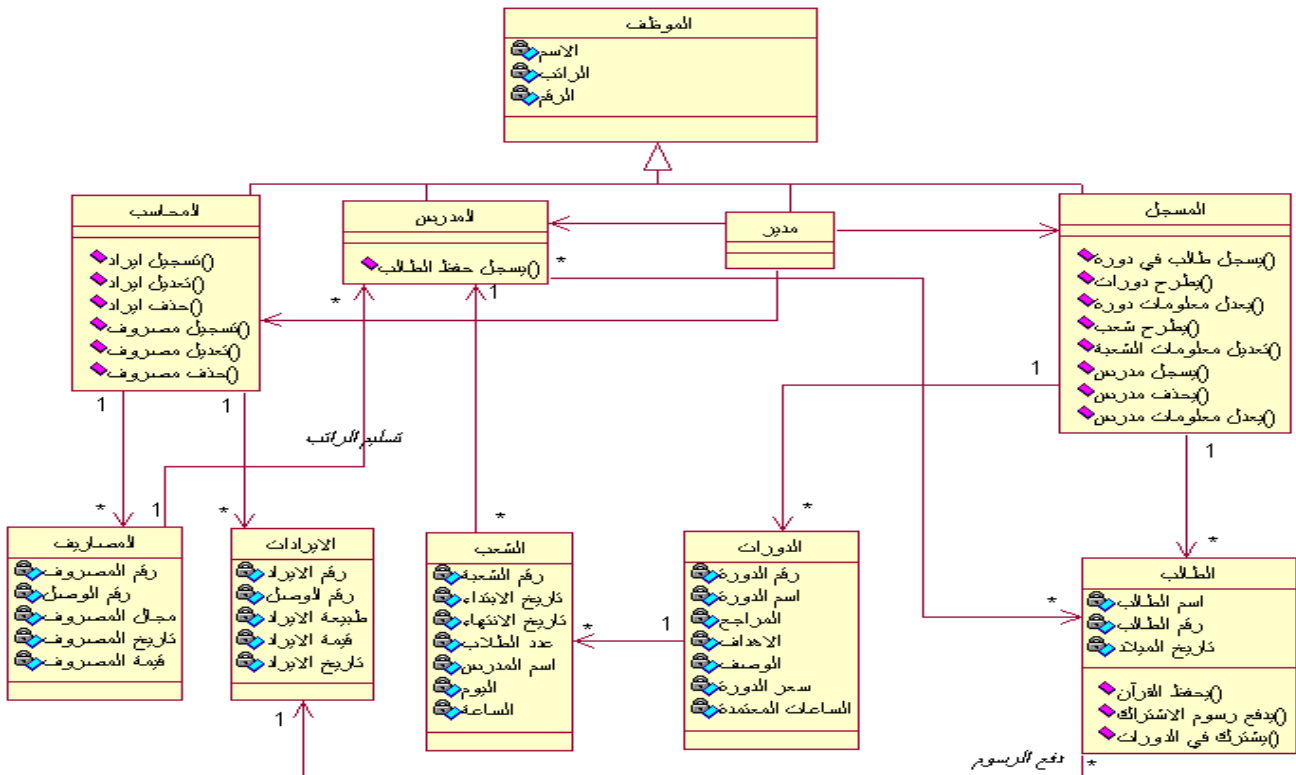 الموظف
الاسم
الراتب
الرقم
المحاسب
تسجيل ايراد()
تعديل ايراد()
حذف ايراد()
تسجيل مصروف()
تعديل مصروف()
حذف مصروف()
المدرس
يسجل حفظ الطالب()
مدير
المسجل
يسجل طالب في دورة()
يطرح دورات()
يعدل معلومات دورة()
يطرح شعب()
تعديل معلومات الشعبة()
يسجل مدرس()
يحذف مدرس()
يعدل معلومات مدرس()
*
1
*
1
1
1
1
تسليم الراتب
*
1
*
*
*
*
المصاريف
رقم المصروف
رقم الوصل
مجال المصروف
تاريخ المصروف
قيمة المصروف
الايرادات
رقم الايراد
رقم الوصل
طبيعة الايراد
قيمة الايراد
تاريخ الايراد
الشعب
رقم الشعبة
تاريخ الابتداء
تاريخ الانتهاء
عدد الطلاب
اسم المدرس
اليوم
الساعة
*
1
الدورات
رقم الدورة
اسم الدورة
المراجع
الاهداف
الوصف
سعر الدورة
الساعات المعتمدة
*
الطالب
اسم الطالب
رقم الطالب
تاريخ الميلاد
يحفظ القرآن()
يدفع رسوم الاشتراك()
يشترك في الدورات()
1
دفع الرسوم
*